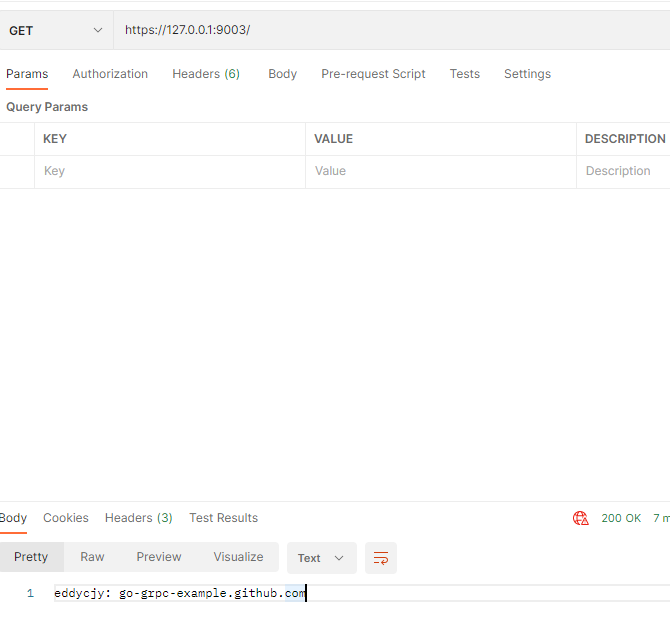 GET https://127.0.0.1:9003/
Params Authorization Headers (6) Body Pre-request Script Tests Settings
Query Params
KEY VALUE DESCRIPTION
Key Value Description
Body Cookies Headers (3) Test Results 200 OK 7 m
Pretty Raw Preview Visualize Text
1 eddycjy: go-grpc-example.github.com